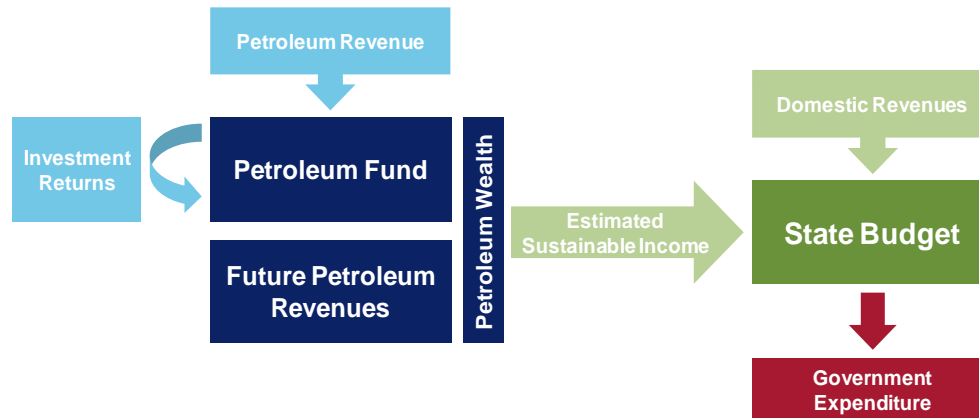 Petroleum Revenue
Domestic Revenues
Investment
Returns
Petroleum Fund
Petroleum Wealth
Future Petroleum
Revenues
Estimated
Sustainable Income
State Budget
Government
Expenditure